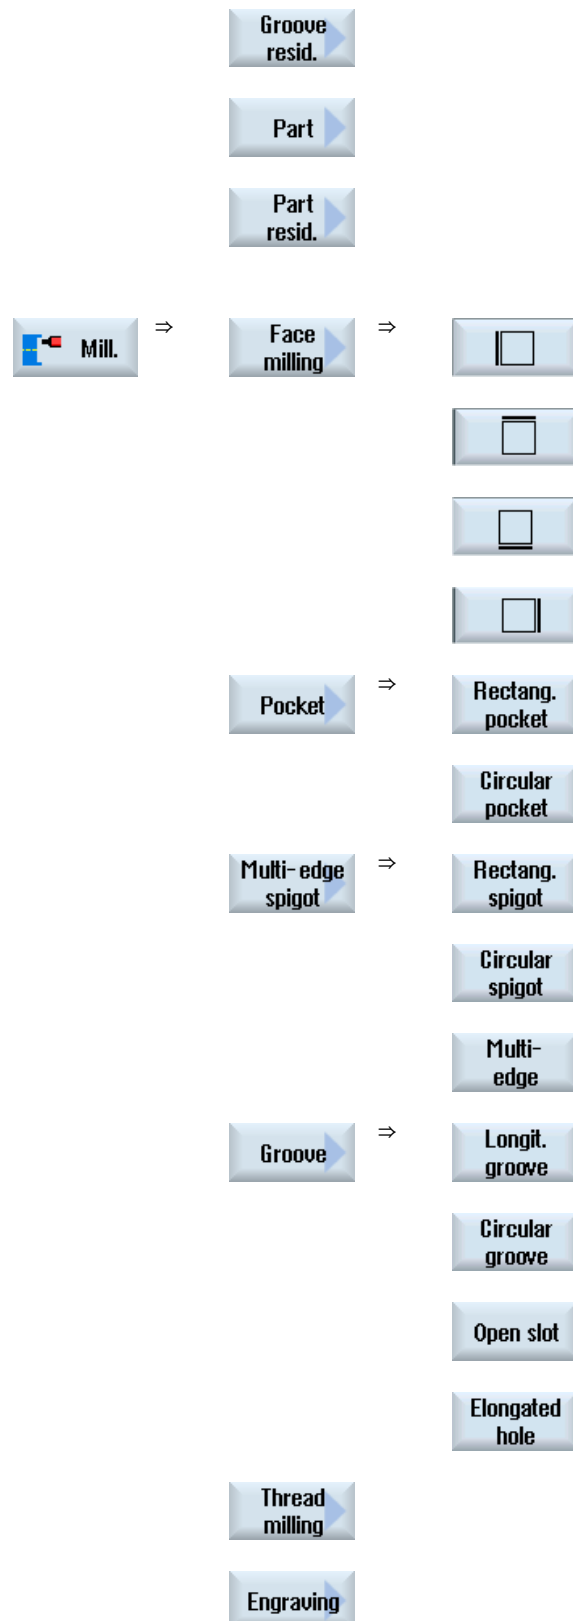 Groove
resid.
Part
Part
resid.
Mill.
⇒
Face
milling
⇒
Pocket
⇒
Rectang.
pocket
Circular
pocket
Multi-edge
spigot
⇒
Rectang.
spigot
Circular
spigot
Multi-
edge
Groove
⇒
Longit.
groove
Circular
groove
Open slot
Elongated
hole
Thread
milling
Engraving